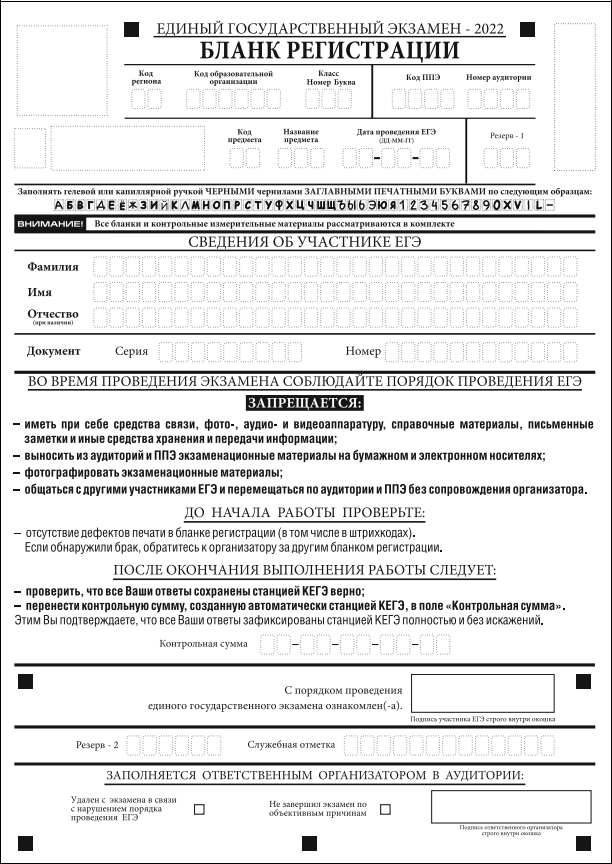 ЕДИНЫЙ ГОСУДАРСТВЕННЫЙ ЭКЗАМЕН - 2022
БЛАНК РЕГИСТРАЦИИ
Код региона
Код образовательной организации
Класс Номер Буква
Код ППЭ
Номер аудитории
Код предмета
Название предмета
Дата проведения ЕГЭ (ДД-ММ-ГГ)
Резерв - 1
Заполнять гелевой или капиллярной ручкой ЧЕРНЫМИ чернилами ЗАГЛАВНЫМИ ПЕЧАТНЫМИ БУКВАМИ по следующим образцам:
АБВГДЕЁЖЗИЙКЛМНОПРСТУФХЦЧШЩЪЫЬЭЮЯ1234567890XVIL-
ВНИМАНИЕ! Все бланки и контрольные измерительные материалы рассматриваются в комплекте
СВЕДЕНИЯ ОБ УЧАСТНИКЕ ЕГЭ
Фамилия
Имя
Отчество
(при наличии)
Документ Серия Номер
ВО ВРЕМЯ ПРОВЕДЕНИЯ ЭКЗАМЕНА СОБЛЮДАЙТЕ ПОРЯДОК ПРОВЕДЕНИЯ ЕГЭ
ЗАПРЕЩАЕТСЯ:
– иметь при себе средства связи, фото-, аудио- и видеоаппаратуру, справочные материалы, письменные
заметки и иные средства хранения и передачи информации;
– выносить из аудиторий и ППЭ экзаменационные материалы на бумажном и электронном носителях;
– фотографировать экзаменационные материалы;
– общаться с другими участниками ЕГЭ и перемещаться по аудитории и ППЭ без сопровождения организатора.
ДО НАЧАЛА РАБОТЫ ПРОВЕРЬТЕ:
– отсутствие дефектов печати в бланке регистрации (в том числе в штрихкодах).
Если обнаружили брак, обратитесь к организатору за другим бланком регистрации.
ПОСЛЕ ОКОНЧАНИЯ ВЫПОЛНЕНИЯ РАБОТЫ СЛЕДУЕТ:
– проверить, что все Ваши ответы сохранены станцией КЕГЭ верно;
– перенести контрольную сумму, созданную автоматически станцией КЕГЭ, в поле «Контрольная сумма».
Этим Вы подтверждаете, что все Ваши ответы зафиксированы станцией КЕГЭ полностью и без искажений.
Контрольная сумма
С порядком проведения
единого государственного экзамена ознакомлен(-а).
Подпись участника ЕГЭ строго внутри окошка
Резерв - 2 Служебная отметка
ЗАПОЛНЯЕТСЯ ОТВЕТСТВЕННЫМ ОРГАНИЗАТОРОМ В АУДИТОРИИ:
Удален с экзамена в связи
с нарушением порядка
проведения ЕГЭ
Не завершил экзамен по
объективным причинам
Подпись ответственного организатора
строго внутри окошка